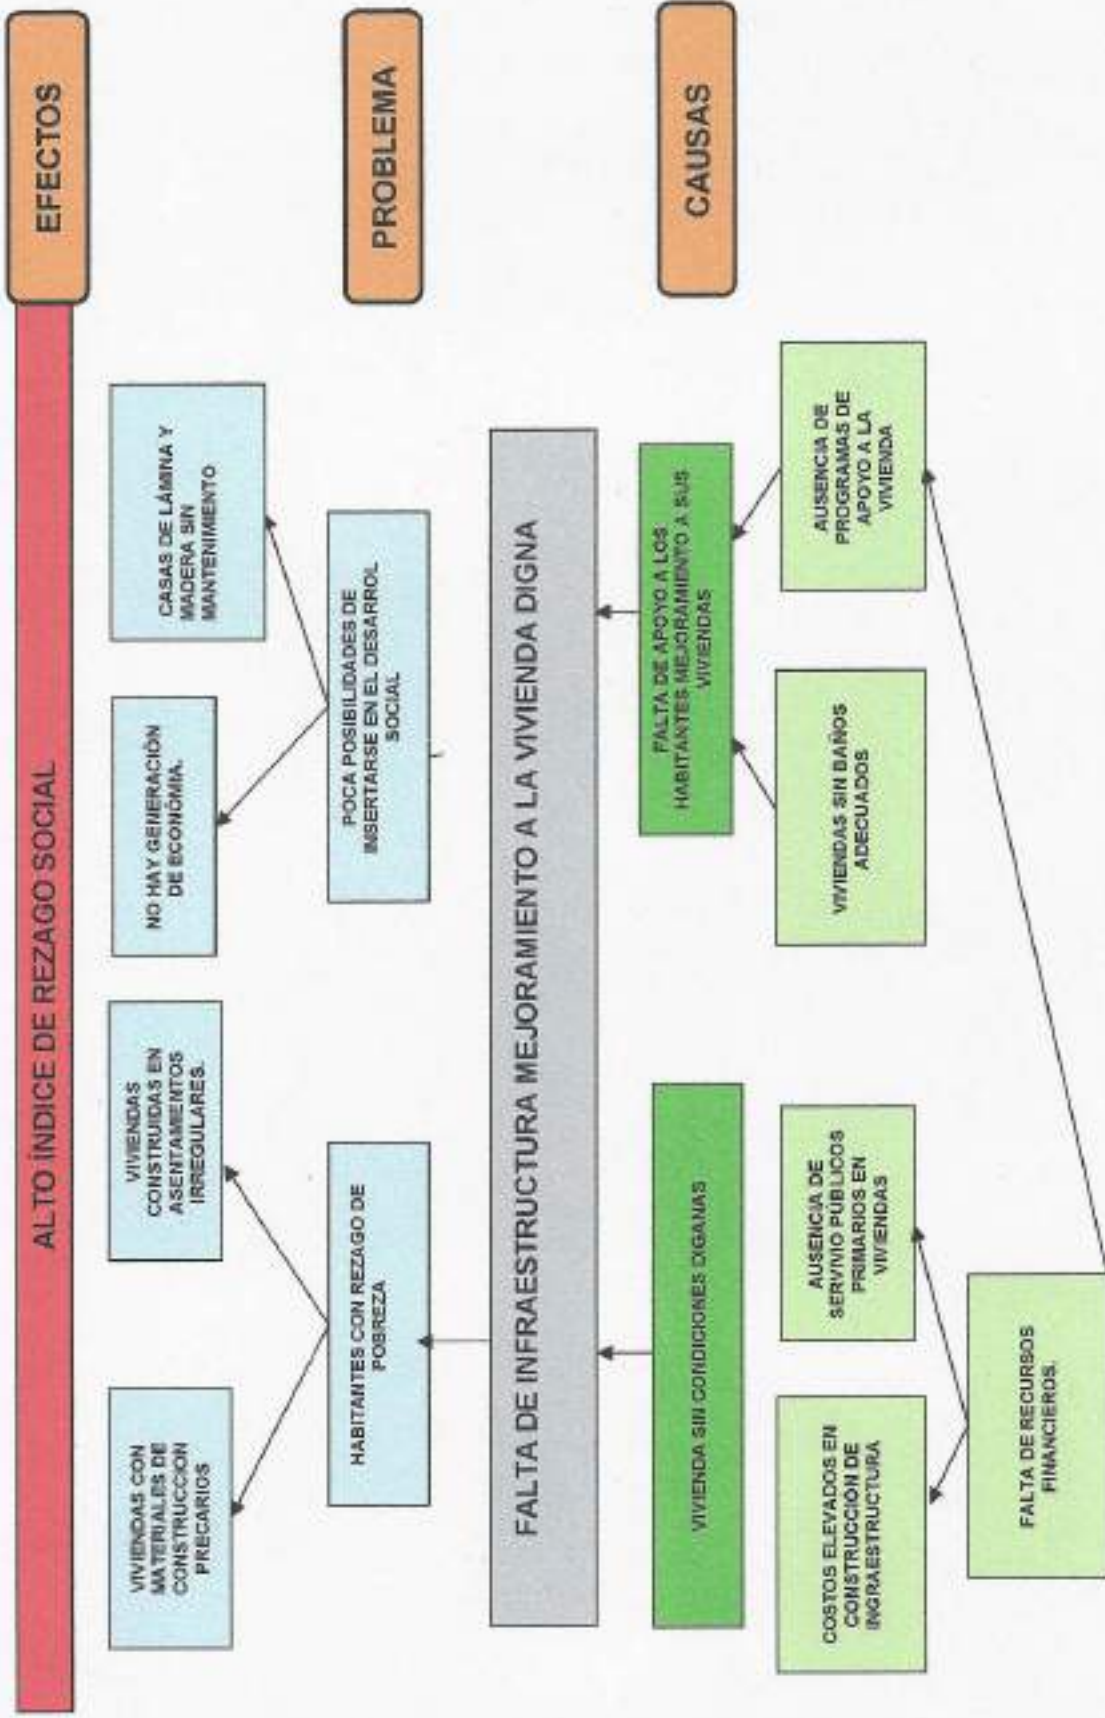 ALTO ÍNDICE DE REZAGO SOCIAL
EFECTOS
VIVIENDAS CON
MATERIALES DE
CONSTRUCCIÓN
PRECARIOS
VIVIENDAS
CONSTRUIDAS EN
ASENTAMIENTOS
IRREGULARES.
NO HAY GENERACIÓN
DE ECONÓMIA.
CASAS DE LÁMINA Y
MADERA SIN
MANTENIMIENTO
HABITANTES CON REZAGO DE
POBREZA
POCA POSIBILIDADES DE
INSERTARSE EN EL DESARROL
SOCIAL
PROBLEMA
FALTA DE INFRAESTRUCTURA MEJORAMIENTO A LA VIVIENDA DIGNA
VIVIENDA SIN CONDICIONES DIGANAS
FALTA DE APOYO A LOS
HABITANTES MEJORAMIENTO A SUS
VIVIENDAS
CAUSAS
COSTOS ELEVADOS EN
CONSTRUCCIÓN DE
INGRAESTRUCTURA
AUSENCIA DE
SERVIVIO PÚBLICOS
PRIMARIOS EN
VIVIENDAS
VIVIENDAS SIN BAÑOS
ADECUADOS
AUSENCIA DE
PROGRAMAS DE
APOYO A LA
VIVIENDA
FALTA DE RECURSOS
FINANCIEROS.